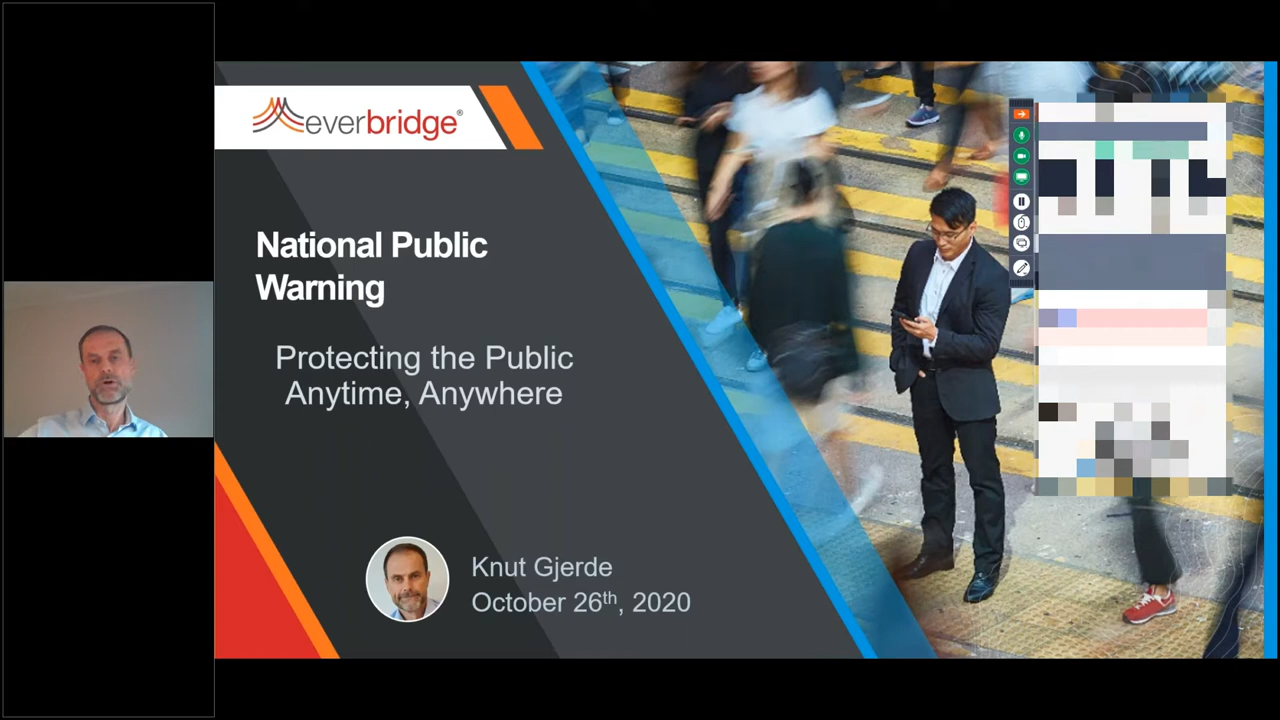 everbridge®
National Public
Warning
Protecting the Public
Anytime, Anywhere
Knut Gjerde
October 26th, 2020